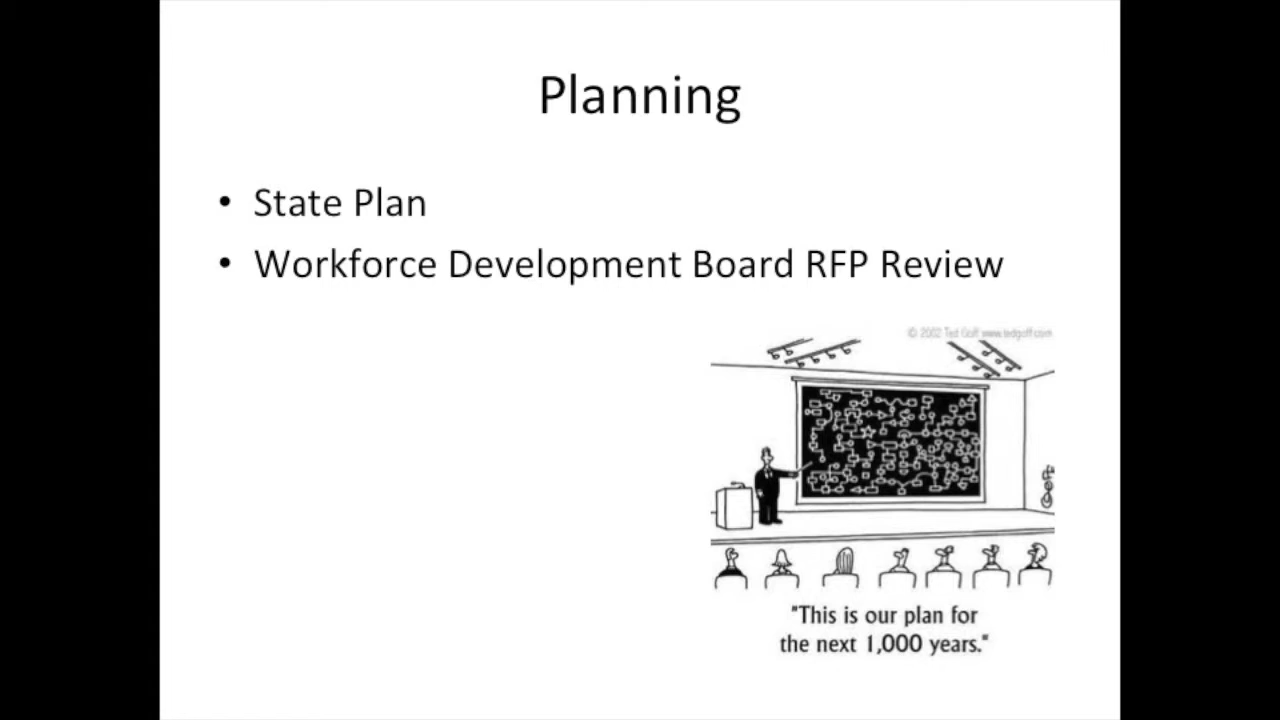 Planning
• State Plan
• Workforce Development Board RFP Review
© 2002 Ted Goff www.tedgoff.com
Goff
"This is our plan for
the next 1,000 years."